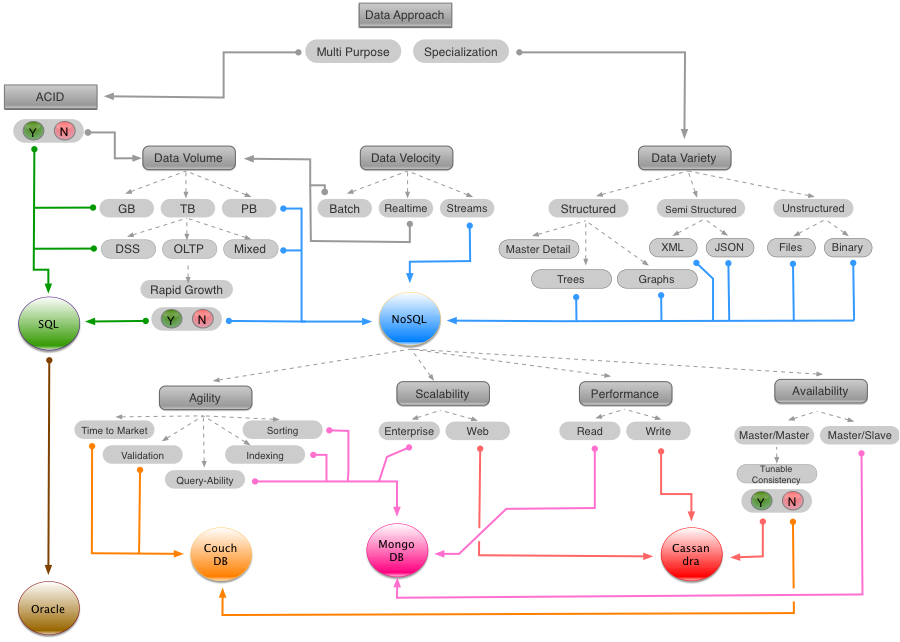 Data Approach
Multi Purpose
Specialization
ACID
Y
N
Data Volume
Data Velocity
Data Variety
GB
TB
PB
Batch
Realtime
Streams
Structured
Semi Structured
Unstructured
DSS
OLTP
Mixed
Master Detail
XML
JSON
Files
Binary
Trees
Graphs
Rapid Growth
Y
N
SQL
NoSQL
Agility
Scalability
Performance
Availability
Time to Market
Sorting
Enterprise
Web
Read
Write
Master/Master
Master/Slave
Validation
Indexing
Query-Ability
Tunable
Consistency
Y
N
Couch
DB
Mongo
DB
Cassan
dra
Oracle